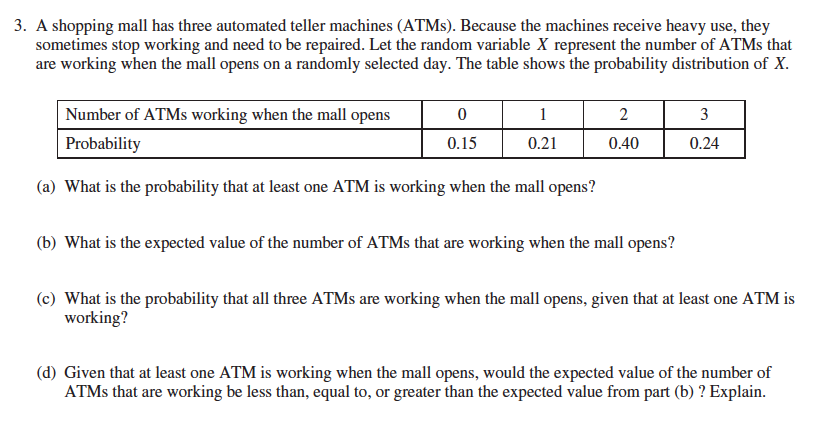 3. A shopping mall has three automated teller machines (ATMs). Because the machines receive heavy use, they
sometimes stop working and need to be repaired. Let the random variable X represent the number of ATMs that
are working when the mall opens on a randomly selected day. The table shows the probability distribution of X.
Number of ATMs working when the mall opens 0 1 2 3
Probability 0.15 0.21 0.40 0.24
(a) What is the probability that at least one ATM is working when the mall opens?
(b) What is the expected value of the number of ATMs that are working when the mall opens?
(c) What is the probability that all three ATMs are working when the mall opens, given that at least one ATM is
working?
(d) Given that at least one ATM is working when the mall opens, would the expected value of the number of
ATMs that are working be less than, equal to, or greater than the expected value from part (b) ? Explain.